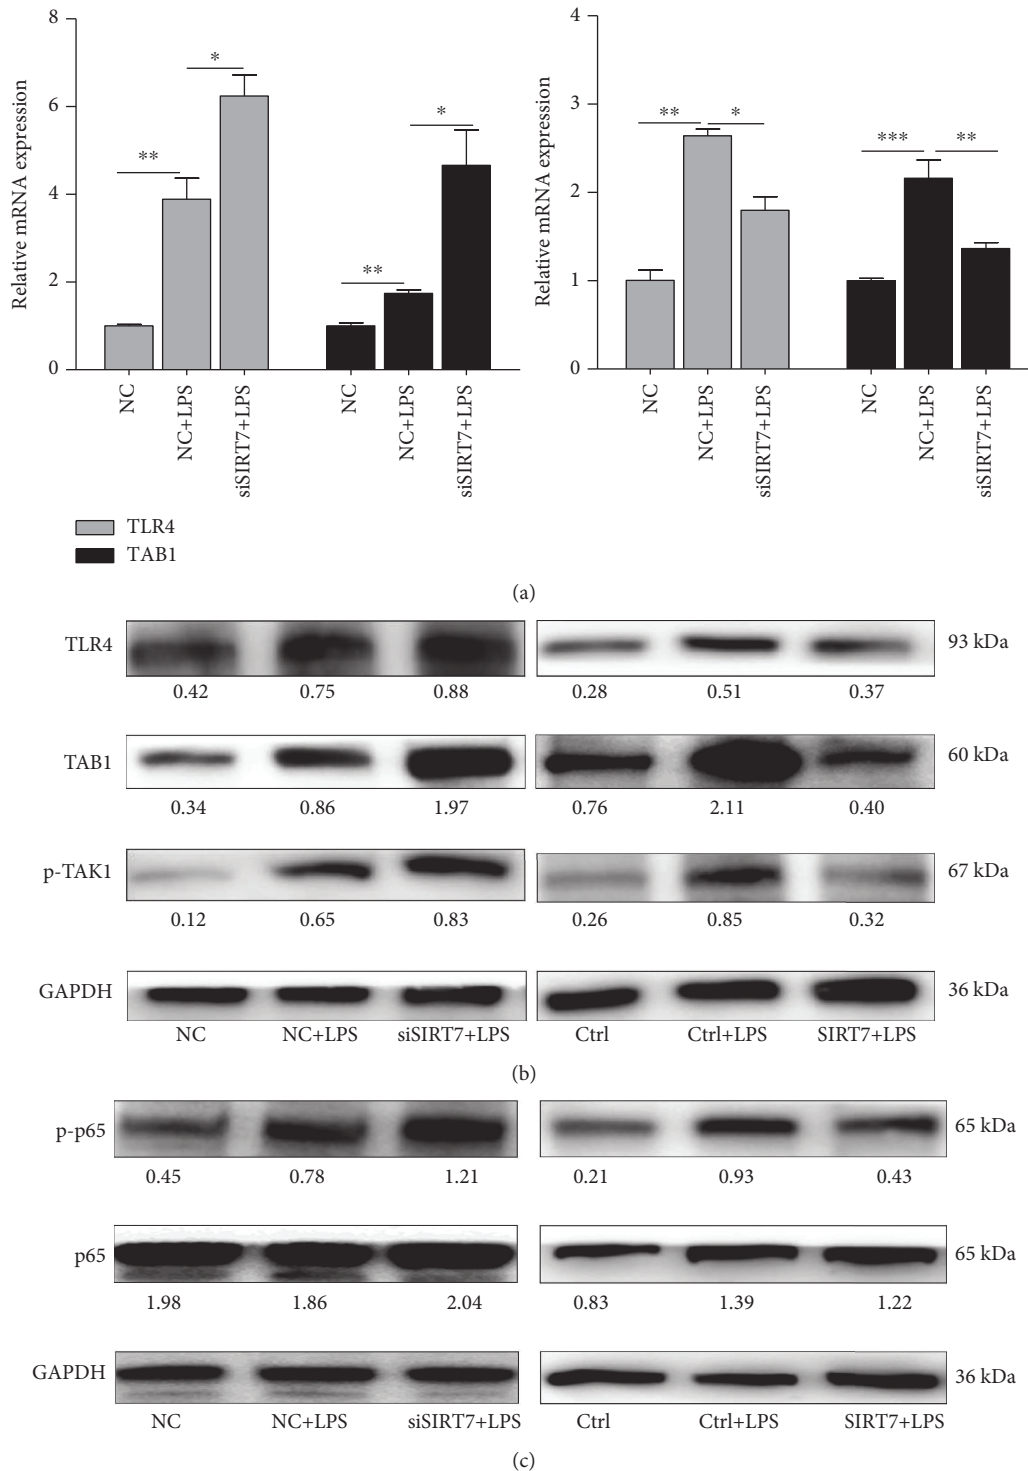 8
6
4
2
0
Relative mRNA expression
**
*
**
*
NC
NC+LPS
siSIRT7+LPS
NC
NC+LPS
siSIRT7+LPS
4
3
2
1
0
Relative mRNA expression
**
*
***
**
NC
NC+LPS
siSIRT7+LPS
NC
NC+LPS
siSIRT7+LPS
TLR4
TAB1
(a)
TLR4 93 kDa
0.42 0.75 0.88 0.28 0.51 0.37
TAB1 60 kDa
0.34 0.86 1.97 0.76 2.11 0.40
p-TAK1 67 kDa
0.12 0.65 0.83 0.26 0.85 0.32
GAPDH 36 kDa
NC NC+LPS siSIRT7+LPS Ctrl Ctrl+LPS SIRT7+LPS
(b)
p-p65 65 kDa
0.45 0.78 1.21 0.21 0.93 0.43
p65 65 kDa
1.98 1.86 2.04 0.83 1.39 1.22
GAPDH 36 kDa
NC NC+LPS siSIRT7+LPS Ctrl Ctrl+LPS SIRT7+LPS
(c)